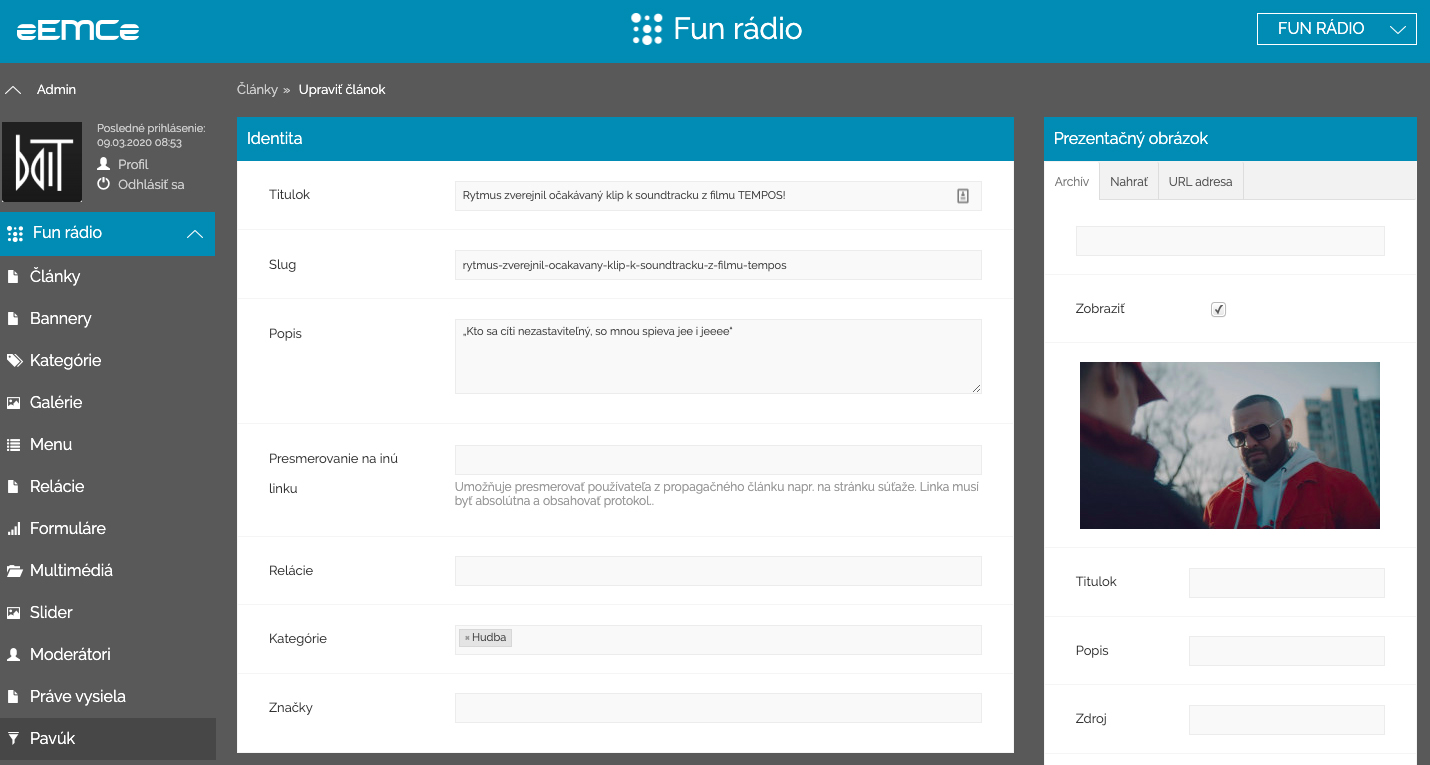 Fun rádio
FUN RÁDIO
Admin
Posledné prihlásenie:
09.03.2020 08:53
Profil
Odhlásiť sa
Fun rádio
Články
Bannery
Kategórie
Galérie
Menu
Relácie
Formuláre
Multimédiá
Slider
Moderátori
Práve vysiela
Pavúk
Články » Upraviť článok
Identita
Titulok
Rytmus zverejnil očakávaný klip k soundtracku z filmu TEMPOS!
Slug
rytmus-zverejnil-ocakavany-klip-k-soundtracku-z-filmu-tempos
Popis
„Kto sa cíti nezastaviteľný, so mnou spieva jee i jeeee“
Presmerovanie na inú
linku
Umožňuje presmerovať používateľa z propagačného článku napr. na stránku súťaže. Linka musí
byť absolútna a obsahovať protokol..
Relácie
Kategórie
Hudba
Značky
Prezentačný obrázok
Archív Nahrať URL adresa
Zobraziť
Titulok
Popis
Zdroj